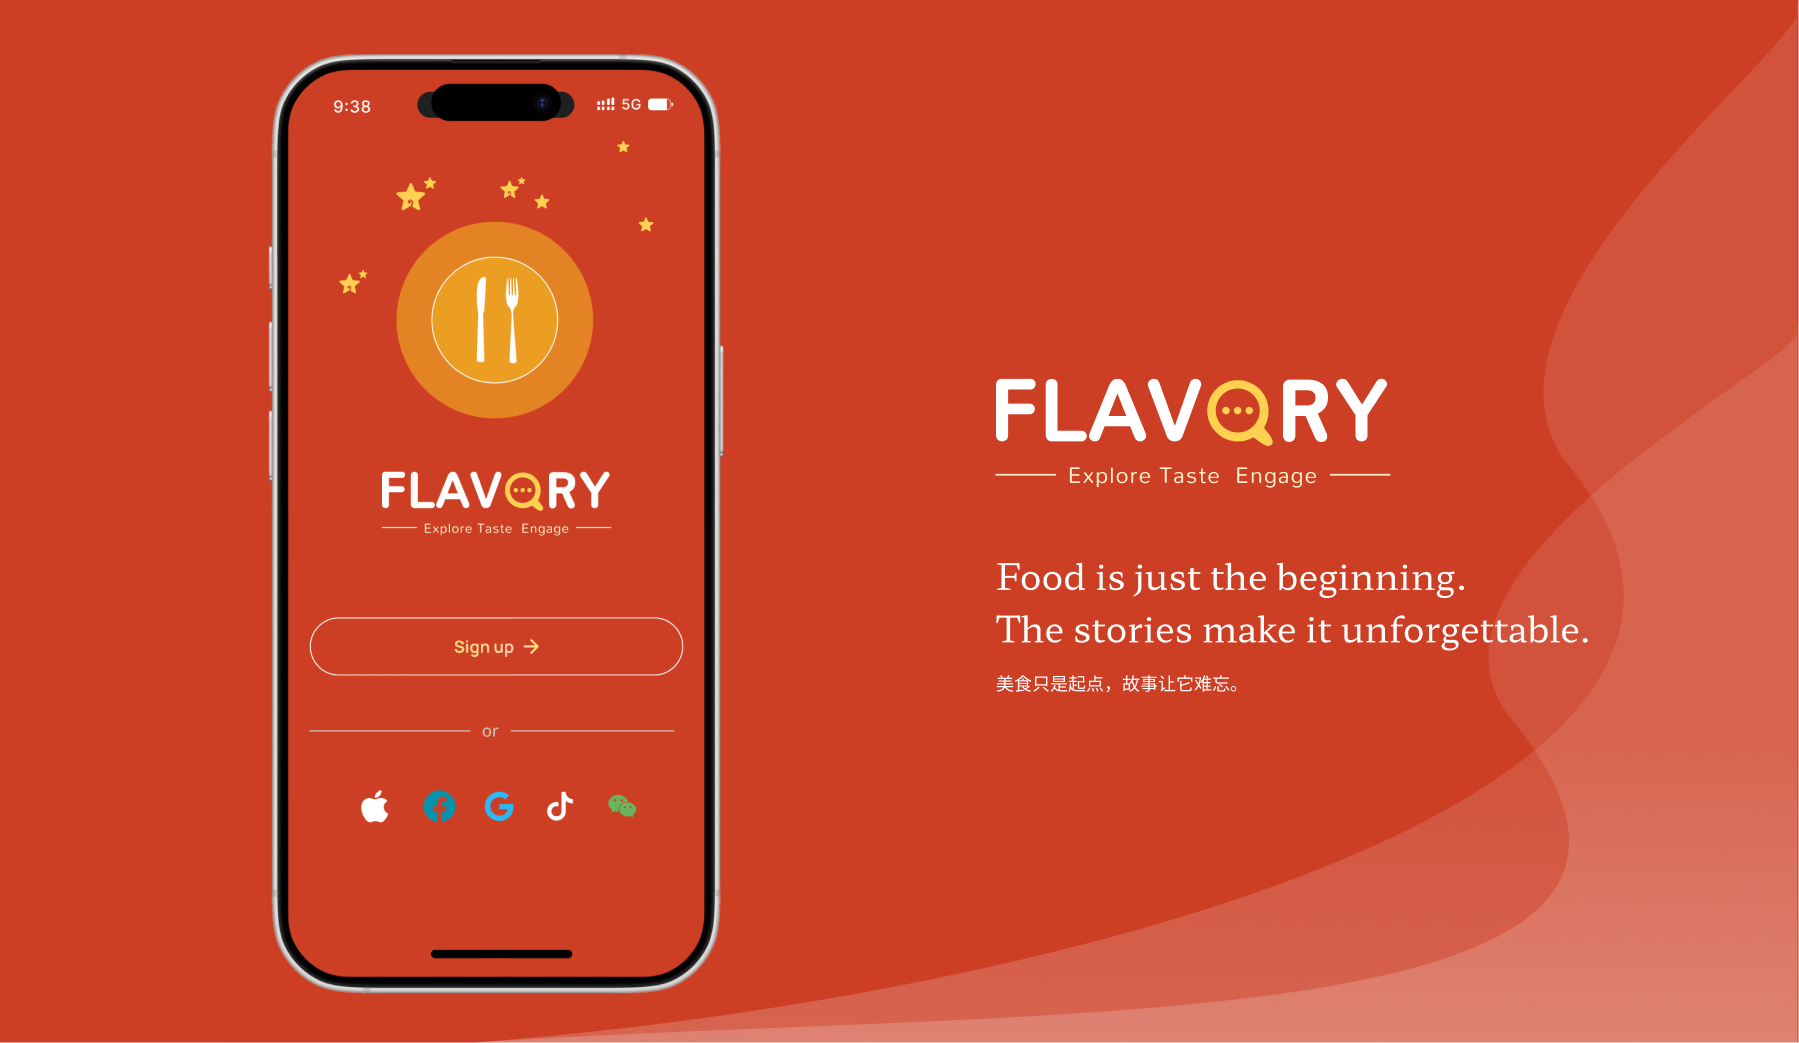 9:38
5G
FLAVORY
Explore Taste Engage
Sign up
or
FLAVORY
Explore Taste Engage
Food is just the beginning.
The stories make it unforgettable.
美食只是起点，故事让它难忘。